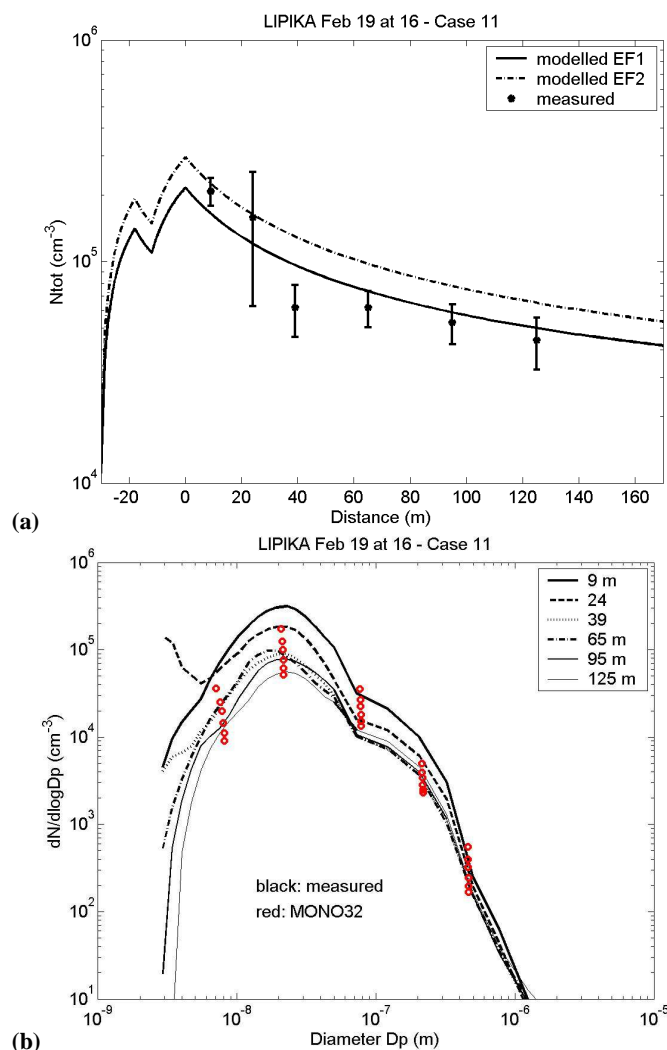 LIPIKA Feb 19 at 16 - Case 11
10^6
10^5
10^4
Ntot (cm^-3)
modelled EF1
modelled EF2
measured
-20 0 20 40 60 80 100 120 140 160
Distance (m)
(a)
LIPIKA Feb 19 at 16 - Case 11
10^6
10^5
10^4
10^3
10^2
10^1
dN/dlogDp (cm^-3)
9 m
24
39
65 m
95 m
125 m
black: measured
red: MONO32
10^-9 10^-8 10^-7 10^-6 10^-5
Diameter Dp (m)
(b)